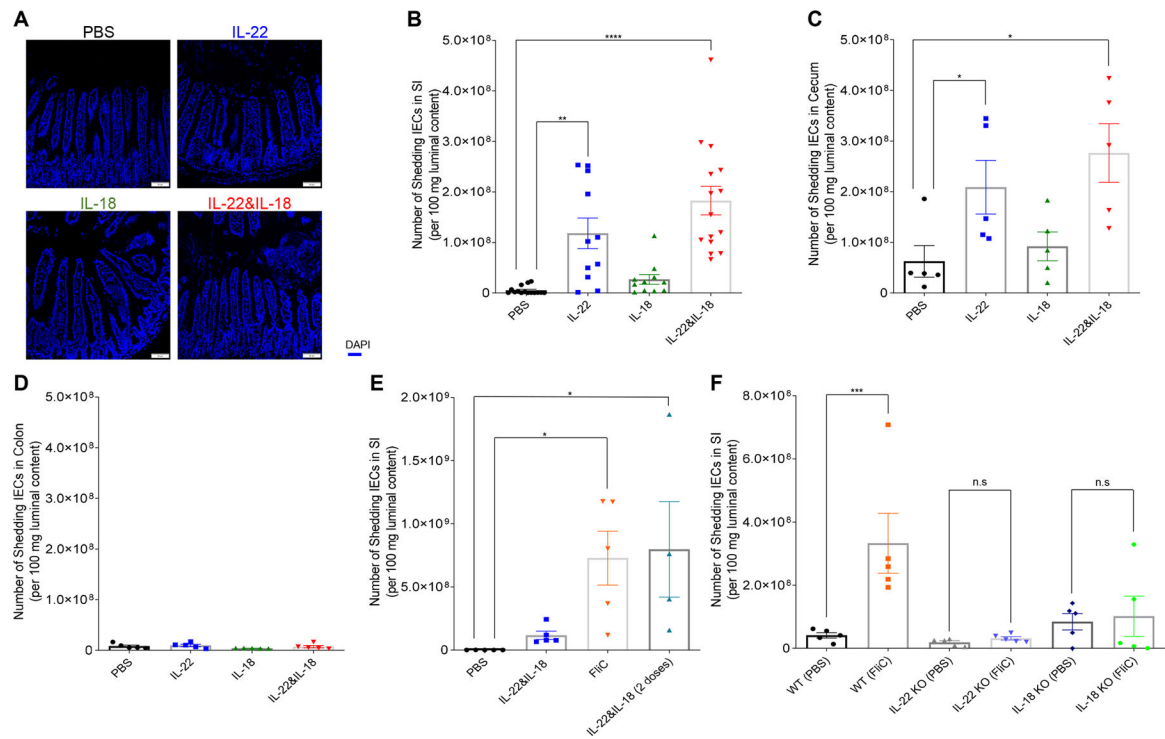 A
PBS
IL-22
IL-18
IL-22&IL-18
DAPI
B
Number of Shedding IECs in SI
(per 100 mg luminal content)
5.0×10⁸
4.0×10⁸
3.0×10⁸
2.0×10⁸
1.0×10⁸
0
****
**
PBS
IL-22
IL-18
IL-22&IL-18
C
Number of Shedding IECs in Cecum
(per 100 mg luminal content)
5.0×10⁸
4.0×10⁸
3.0×10⁸
2.0×10⁸
1.0×10⁸
0
*
*
PBS
IL-22
IL-18
IL-22&IL-18
D
Number of Shedding IECs in Colon
(per 100 mg luminal content)
5.0×10⁸
4.0×10⁸
3.0×10⁸
2.0×10⁸
1.0×10⁸
0
PBS
IL-22
IL-18
IL-22&IL-18
E
Number of Shedding IECs in SI
(per 100 mg luminal content)
2.0×10⁹
1.5×10⁹
1.0×10⁹
5.0×10⁸
0
*
*
PBS
IL-22&IL-18
FliC
IL-22&IL-18 (2 doses)
F
Number of Shedding IECs in SI
(per 100 mg luminal content)
8.0×10⁸
6.0×10⁸
4.0×10⁸
2.0×10⁸
0
***
n.s
n.s
WT (PBS)
WT (FliC)
IL-22 KO (PBS)
IL-22 KO (FliC)
IL-18 KO (PBS)
IL-18 KO (FliC)